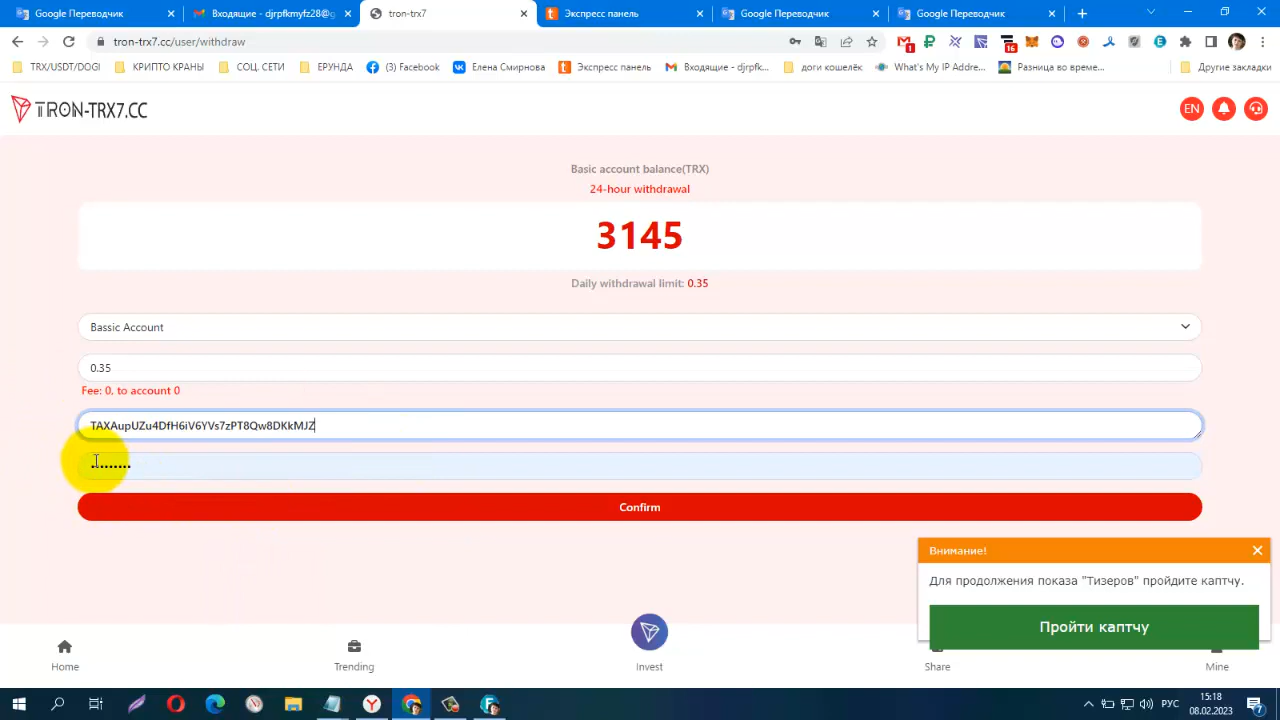 Google Переводчик
Входящие - djrpfkmyfz28@g
tron-trx7
Экспресс панель
Google Переводчик
Google Переводчик
tron-trx7.cc/user/withdraw
1
16
TRX/USDT/DOGI
КРИПТО КРАНЫ
СОЦ. СЕТИ
ЕРУНДА
(3) Facebook
Елена Смирнова
Экспресс панель
Входящие - djrpfk...
доги кошелёк
What's My IP Addre...
Разница во време...
Другие закладки
TRON-TRX7.CC
EN
Basic account balance(TRX)
24-hour withdrawal
3145
Daily withdrawal limit: 0.35
Bassic Account
0.35
Fee: 0, to account 0
TAXAupUZu4DfH6iV6YVs7zPT8Qw8DKkMJZ
Confirm
Внимание!
Для продолжения показа "Тизеров" пройдите каптчу.
Пройти каптчу
Home
Trending
Invest
Share
Mine
РУС
15:18
08.02.2023
7